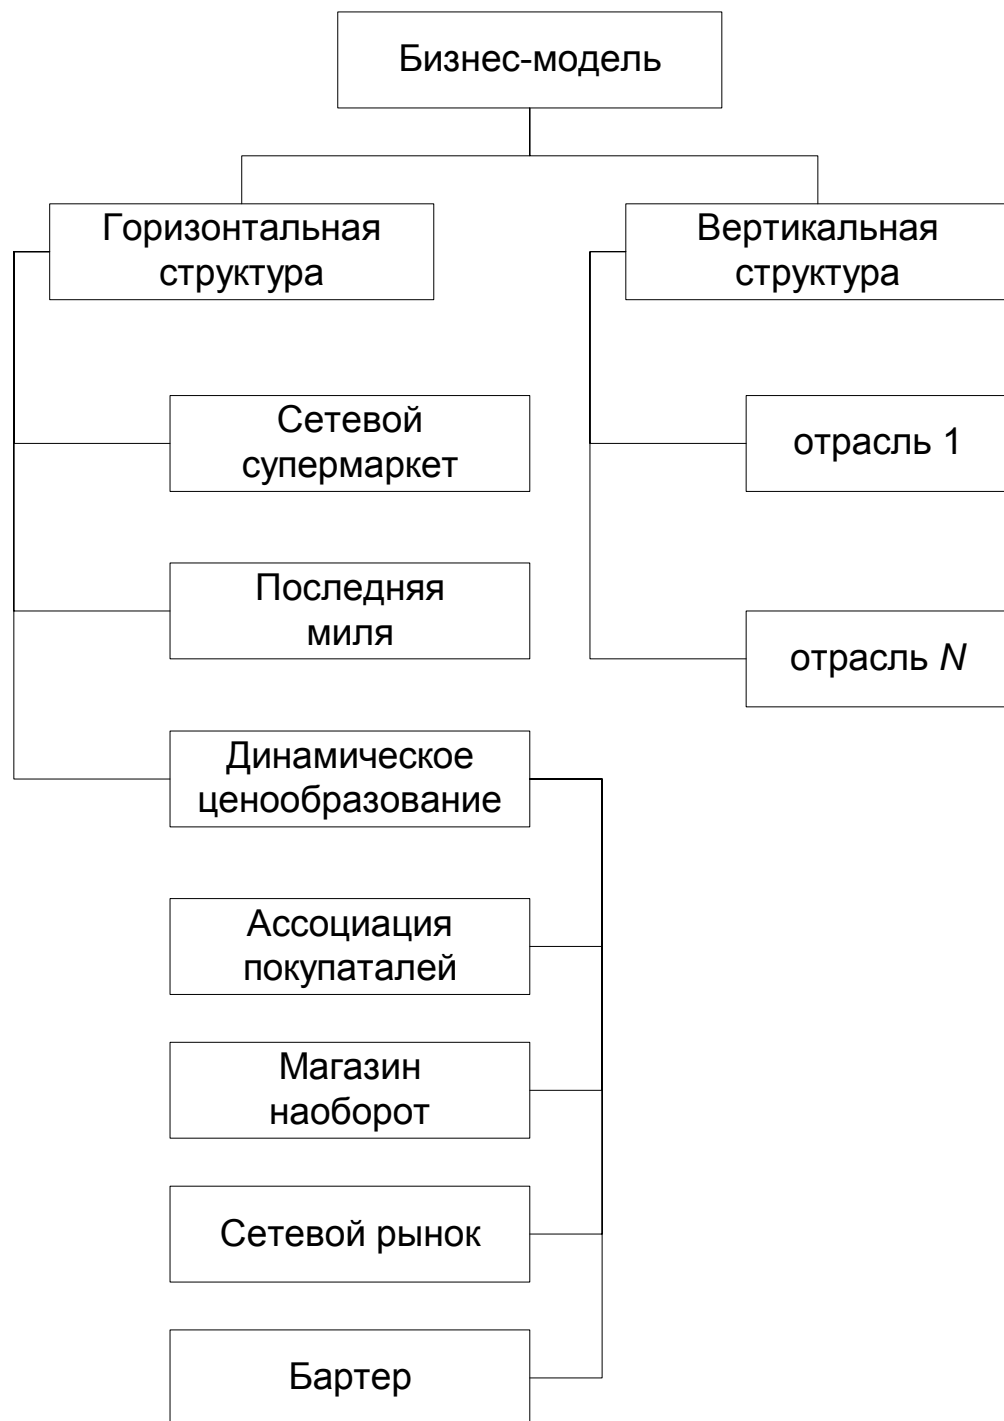 Бизнес-модель
Горизонтальная
структура
Вертикальная
структура
Сетевой
супермаркет
отрасль 1
Последняя
миля
отрасль N
Динамическое
ценообразование
Ассоциация
покупаталей
Магазин
наоборот
Сетевой рынок
Бартер